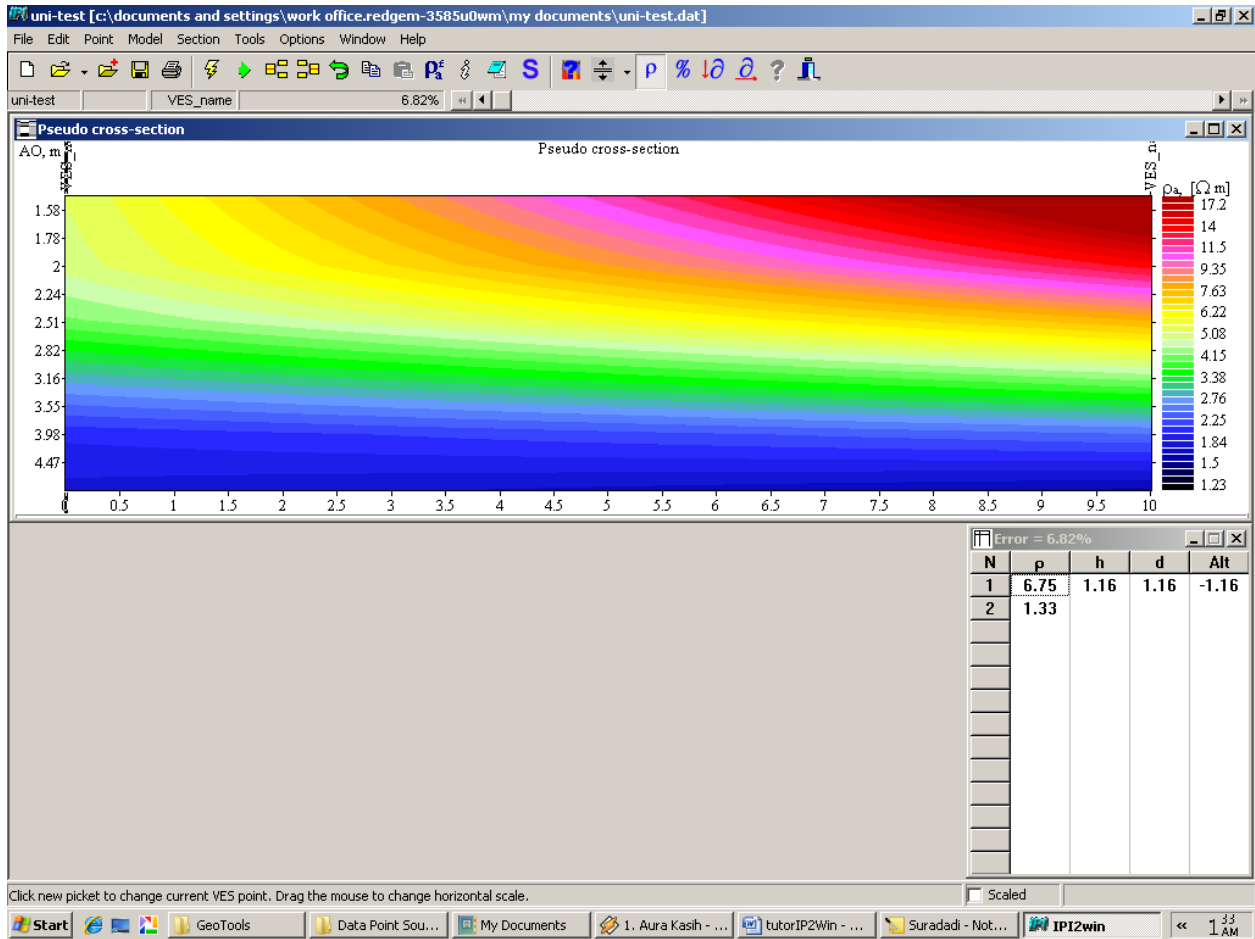 uni-test [c:\documents and settings\work office.redgem-3585u0wm\my documents\uni-test.dat]
File Edit Point Model Section Tools Options Window Help
uni-test VES_name 6.82%
Pseudo cross-section
AO, m Pseudo cross-section
ρa, [Ω m]
1.58
1.78
2
2.24
2.51
2.82
3.16
3.55
3.98
4.47
17.2
14
11.5
9.35
7.63
6.22
5.08
4.15
3.38
2.76
2.25
1.84
1.5
1.23
0.5 1 1.5 2 2.5 3 3.5 4 4.5 5 5.5 6 6.5 7 7.5 8 8.5 9 9.5 10
Error = 6.82%
N ρ h d Alt
1 6.75 1.16 1.16 -1.16
2 1.33
Click new picket to change current VES point. Drag the mouse to change horizontal scale.
Scaled
Start GeoTools Data Point Sou... My Documents 1. Aura Kasih - ... tutorIP2Win - ... Suradadi - Not... IPI2win « 1 33 AM